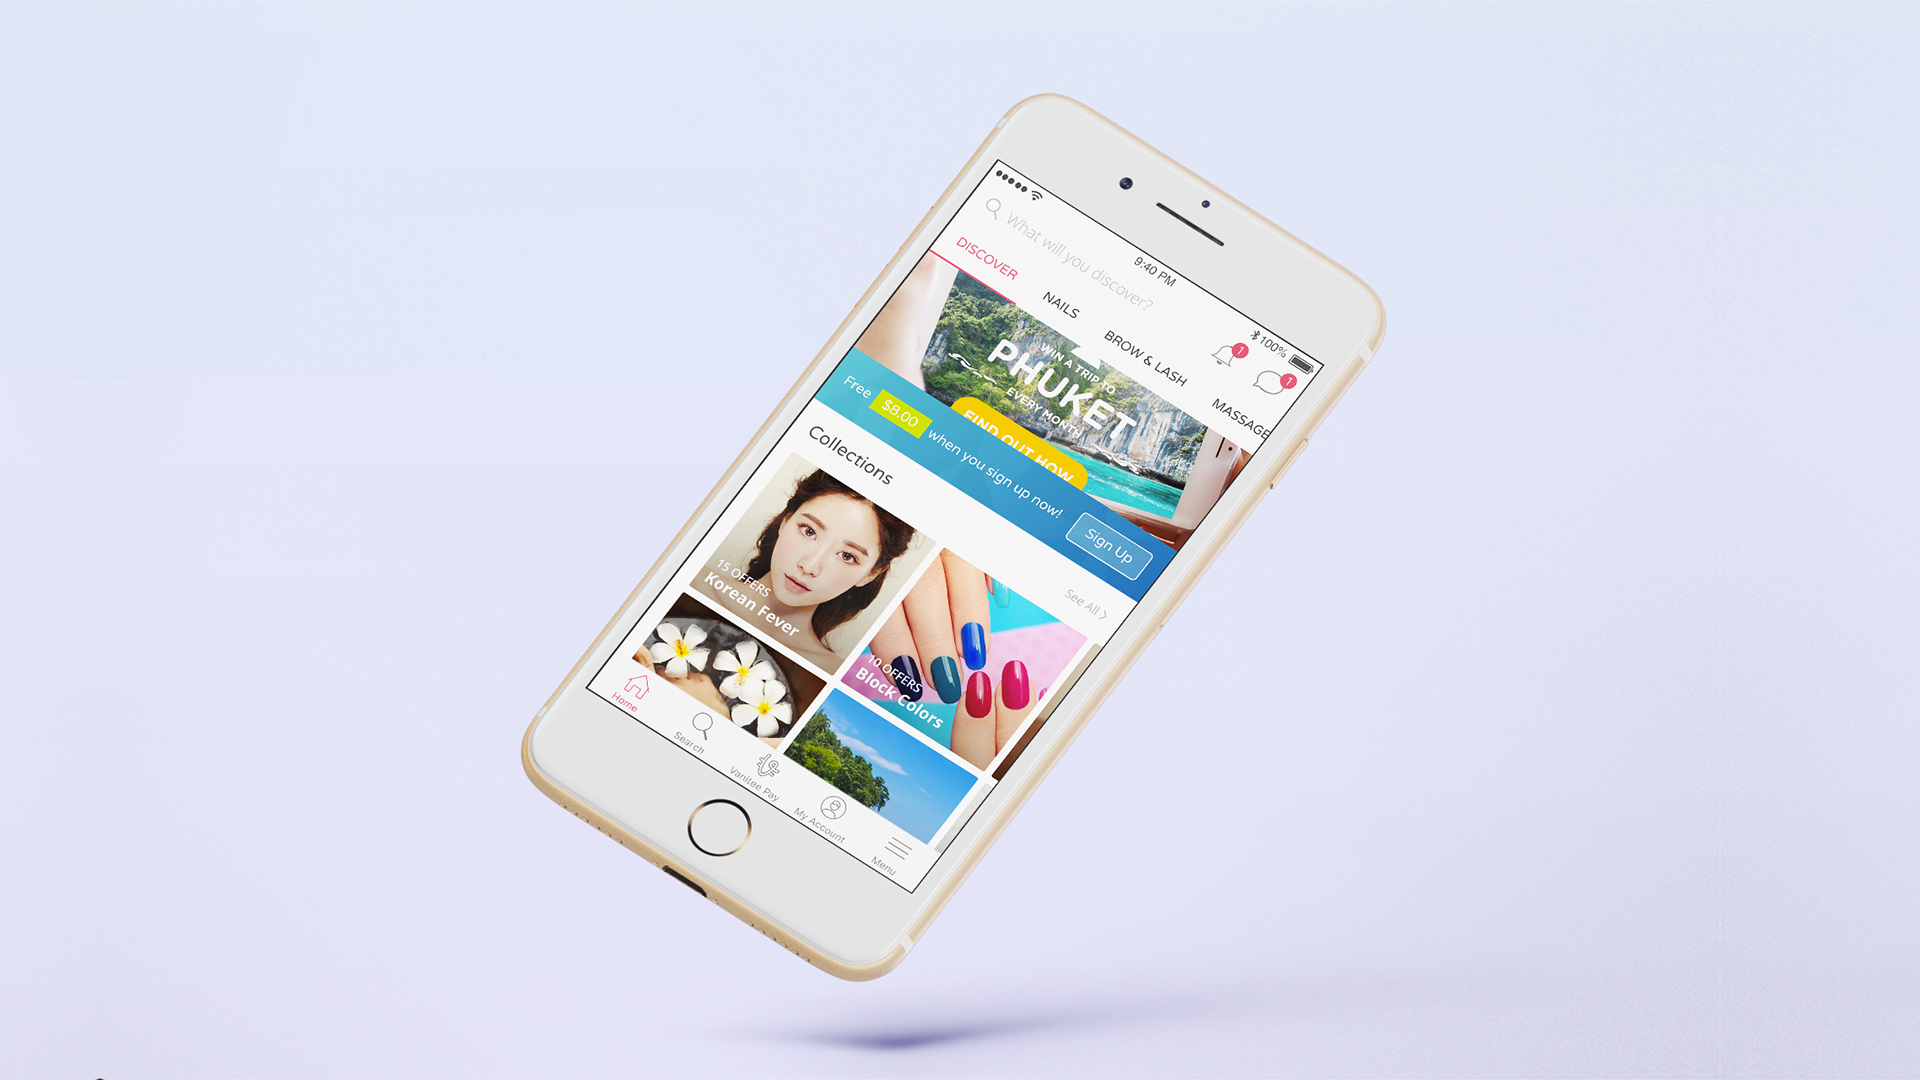 9:40 PM
100%
What will you discover?
1
1
DISCOVER
NAILS
BROW & LASH
MASSAGE
WIN A TRIP TO
PHUKET
EVERY MONTH
FIND OUT HOW
Free $8.00 when you sign up now!
Sign Up
Collections
See All
15 OFFERS
Korean Fever
10 OFFERS
Block Colors
Home
Search
Vanitee Pay
My Account
Menu